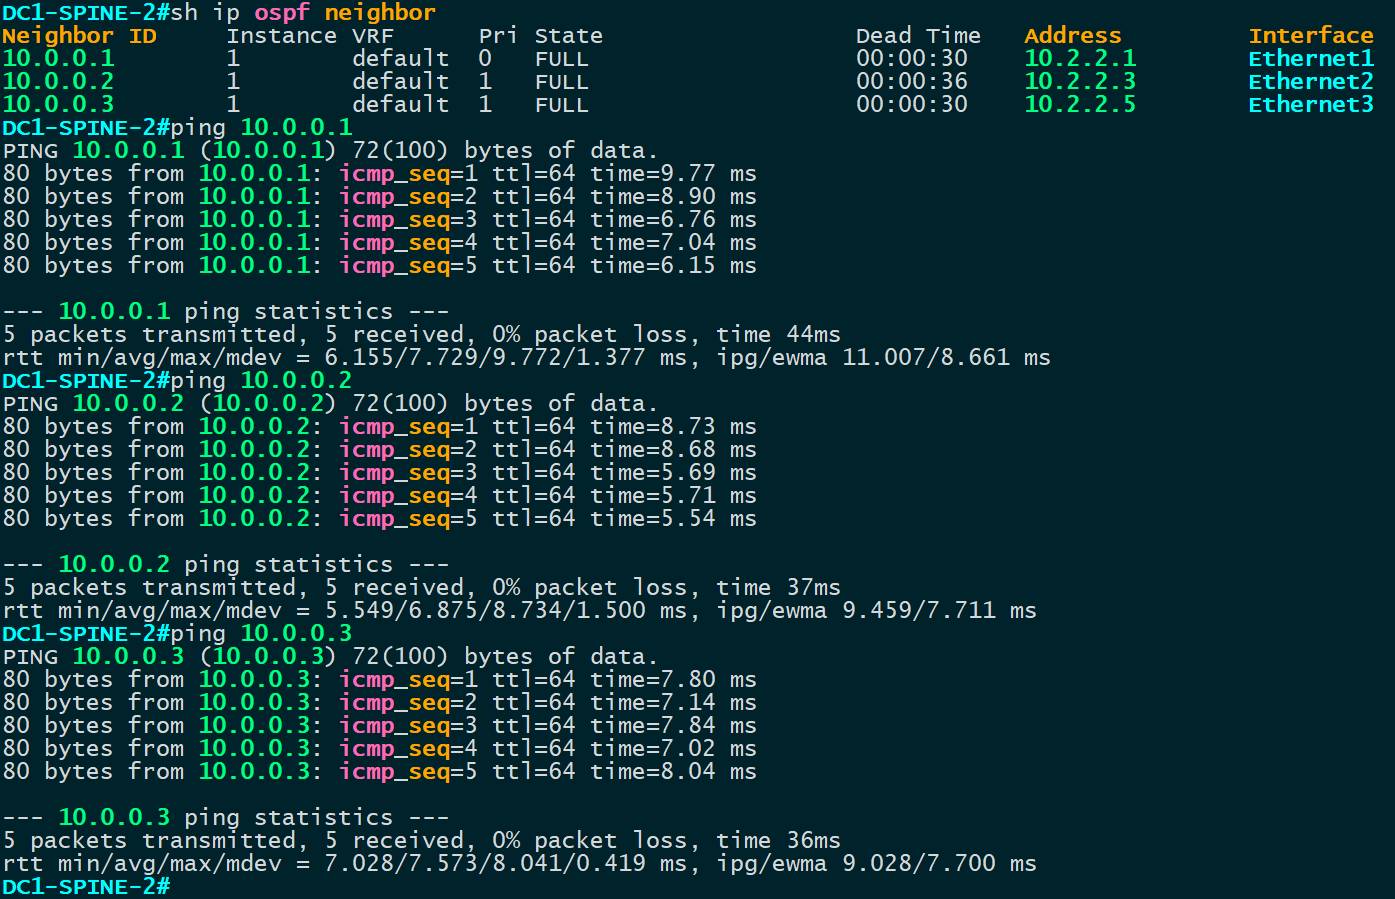 DC1-SPINE-2#sh ip ospf neighbor
Neighbor ID     Instance VRF      Pri State                  Dead Time   Address         Interface
10.0.0.1        1        default  0   FULL                   00:00:30    10.2.2.1        Ethernet1
10.0.0.2        1        default  1   FULL                   00:00:36    10.2.2.3        Ethernet2
10.0.0.3        1        default  1   FULL                   00:00:30    10.2.2.5        Ethernet3
DC1-SPINE-2#ping 10.0.0.1
PING 10.0.0.1 (10.0.0.1) 72(100) bytes of data.
80 bytes from 10.0.0.1: icmp_seq=1 ttl=64 time=9.77 ms
80 bytes from 10.0.0.1: icmp_seq=2 ttl=64 time=8.90 ms
80 bytes from 10.0.0.1: icmp_seq=3 ttl=64 time=6.76 ms
80 bytes from 10.0.0.1: icmp_seq=4 ttl=64 time=7.04 ms
80 bytes from 10.0.0.1: icmp_seq=5 ttl=64 time=6.15 ms

--- 10.0.0.1 ping statistics ---
5 packets transmitted, 5 received, 0% packet loss, time 44ms
rtt min/avg/max/mdev = 6.155/7.729/9.772/1.377 ms, ipg/ewma 11.007/8.661 ms
DC1-SPINE-2#ping 10.0.0.2
PING 10.0.0.2 (10.0.0.2) 72(100) bytes of data.
80 bytes from 10.0.0.2: icmp_seq=1 ttl=64 time=8.73 ms
80 bytes from 10.0.0.2: icmp_seq=2 ttl=64 time=8.68 ms
80 bytes from 10.0.0.2: icmp_seq=3 ttl=64 time=5.69 ms
80 bytes from 10.0.0.2: icmp_seq=4 ttl=64 time=5.71 ms
80 bytes from 10.0.0.2: icmp_seq=5 ttl=64 time=5.54 ms

--- 10.0.0.2 ping statistics ---
5 packets transmitted, 5 received, 0% packet loss, time 37ms
rtt min/avg/max/mdev = 5.549/6.875/8.734/1.500 ms, ipg/ewma 9.459/7.711 ms
DC1-SPINE-2#ping 10.0.0.3
PING 10.0.0.3 (10.0.0.3) 72(100) bytes of data.
80 bytes from 10.0.0.3: icmp_seq=1 ttl=64 time=7.80 ms
80 bytes from 10.0.0.3: icmp_seq=2 ttl=64 time=7.14 ms
80 bytes from 10.0.0.3: icmp_seq=3 ttl=64 time=7.84 ms
80 bytes from 10.0.0.3: icmp_seq=4 ttl=64 time=7.02 ms
80 bytes from 10.0.0.3: icmp_seq=5 ttl=64 time=8.04 ms

--- 10.0.0.3 ping statistics ---
5 packets transmitted, 5 received, 0% packet loss, time 36ms
rtt min/avg/max/mdev = 7.028/7.573/8.041/0.419 ms, ipg/ewma 9.028/7.700 ms
DC1-SPINE-2#